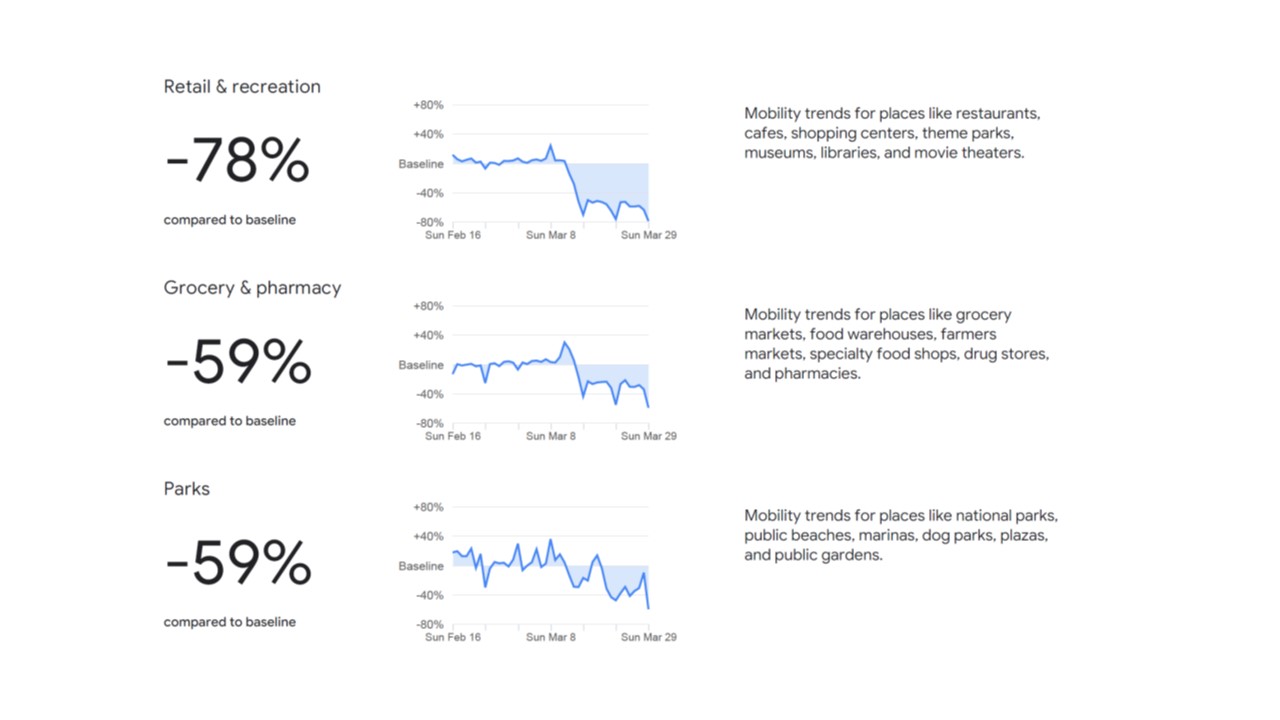 Retail & recreation
-78%
compared to baseline
+80%
+40%
Baseline
-40%
-80%
Sun Feb 16 Sun Mar 8 Sun Mar 29
Mobility trends for places like restaurants,
cafes, shopping centers, theme parks,
museums, libraries, and movie theaters.
Grocery & pharmacy
-59%
compared to baseline
+80%
+40%
Baseline
-40%
-80%
Sun Feb 16 Sun Mar 8 Sun Mar 29
Mobility trends for places like grocery
markets, food warehouses, farmers
markets, specialty food shops, drug stores,
and pharmacies.
Parks
-59%
compared to baseline
+80%
+40%
Baseline
-40%
-80%
Sun Feb 16 Sun Mar 8 Sun Mar 29
Mobility trends for places like national parks,
public beaches, marinas, dog parks, plazas,
and public gardens.